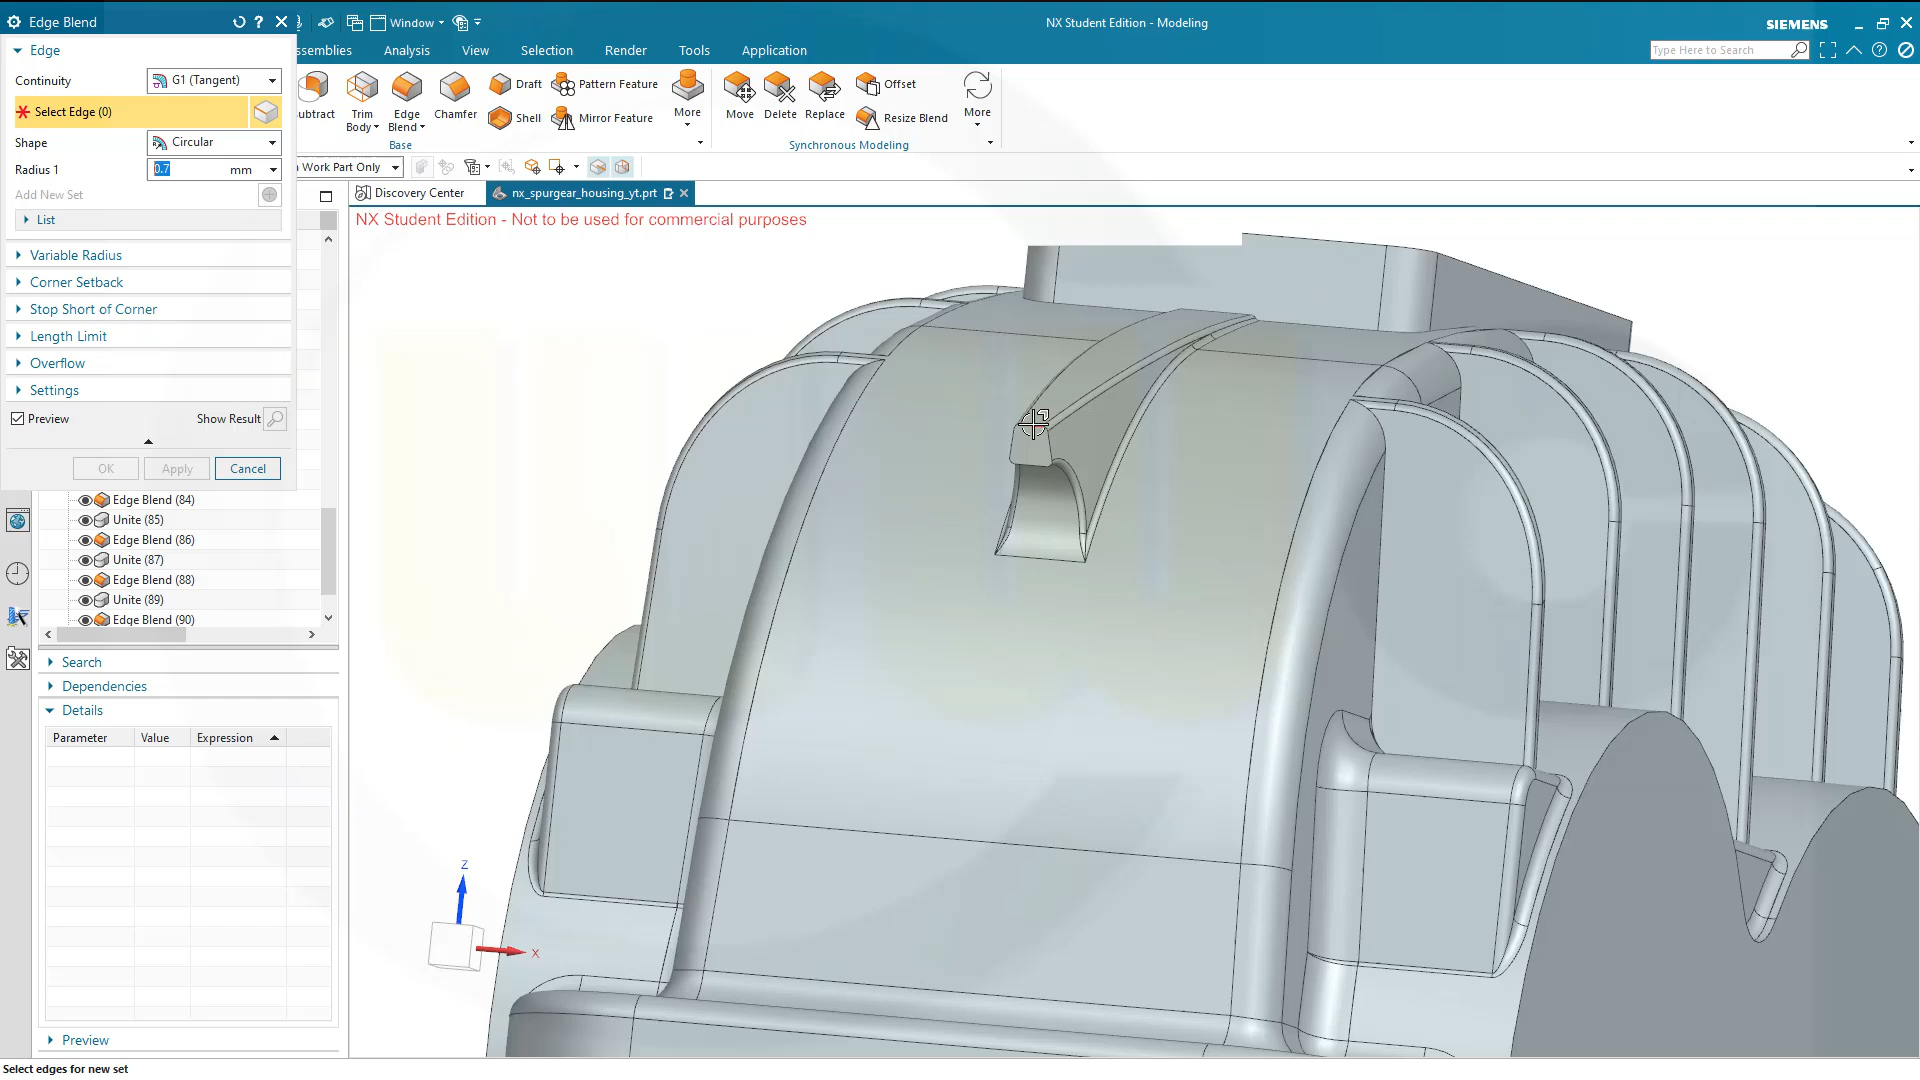 Edge Blend
Window
NX Student Edition - Modeling
SIEMENS
ssemblies
Analysis
View
Selection
Render
Tools
Application
Type Here to Search
Edge
Continuity
G1 (Tangent)
Select Edge (0)
Shape
Circular
Radius 1
0.7
mm
Add New Set
List
Variable Radius
Corner Setback
Stop Short of Corner
Length Limit
Overflow
Settings
Preview
Show Result
OK
Apply
Cancel
ubtract
Trim
Body
Edge
Blend
Chamfer
Draft
Shell
Pattern Feature
Mirror Feature
More
Base
Move
Delete
Replace
Offset
Resize Blend
More
Synchronous Modeling
Work Part Only
Discovery Center
nx_spurgear_housing_yt.prt
NX Student Edition - Not to be used for commercial purposes
Edge Blend (84)
Unite (85)
Edge Blend (86)
Unite (87)
Edge Blend (88)
Unite (89)
Edge Blend (90)
Search
Dependencies
Details
Parameter
Value
Expression
Preview
Z
X
Select edges for new set